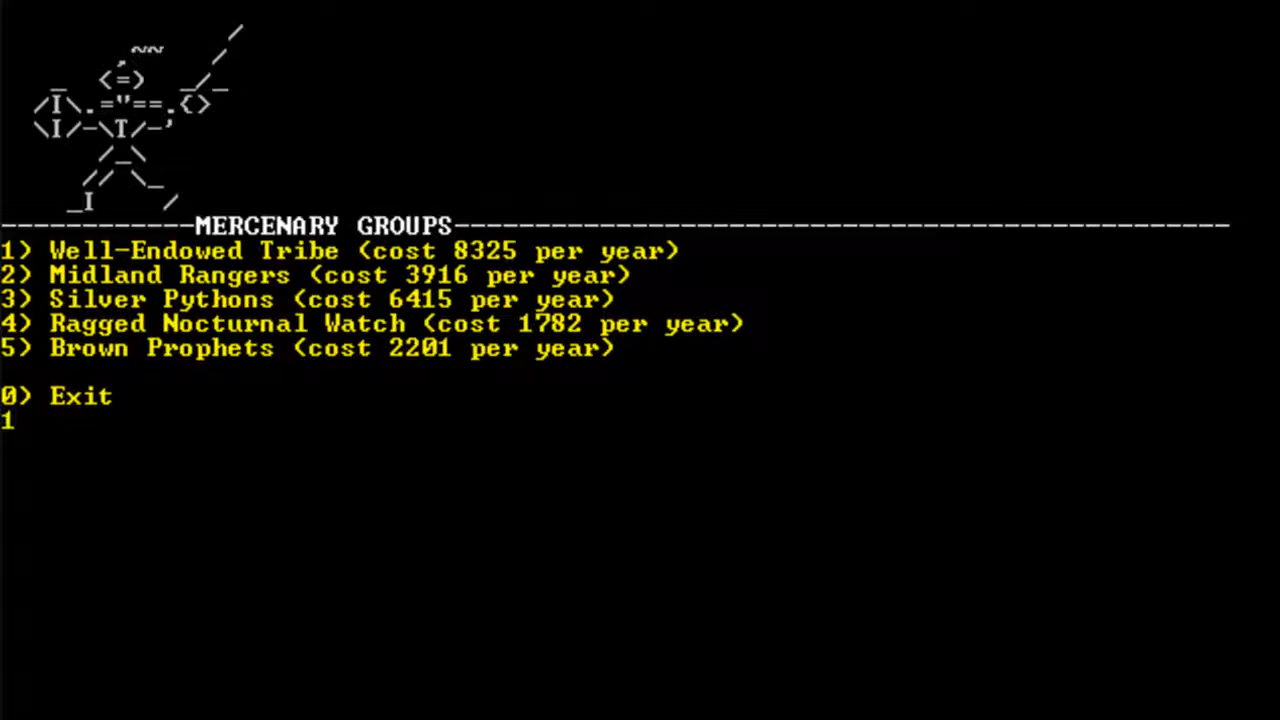 ------------MERCENARY GROUPS------------------------------------------------
1) Well-Endowed Tribe (cost 8325 per year)
2) Midland Rangers (cost 3916 per year)
3) Silver Pythons (cost 6415 per year)
4) Ragged Nocturnal Watch (cost 1782 per year)
5) Brown Prophets (cost 2201 per year)
0) Exit
1